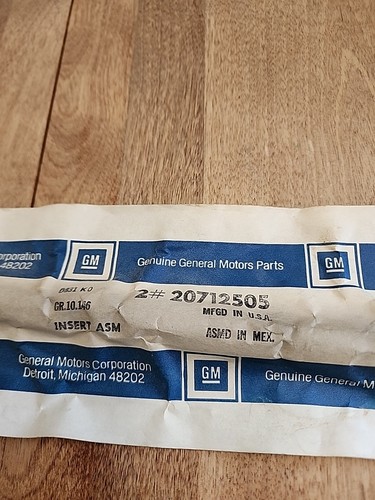 orporation
48202
GM
Genuine General Motors Parts
GM
GR.10.146
INSERT ASM
2# 20712505
MFGD IN U.S.A.
ASMD IN MEX.
General Motors Corporation
Detroit, Michigan 48202
GM
Genuine General M